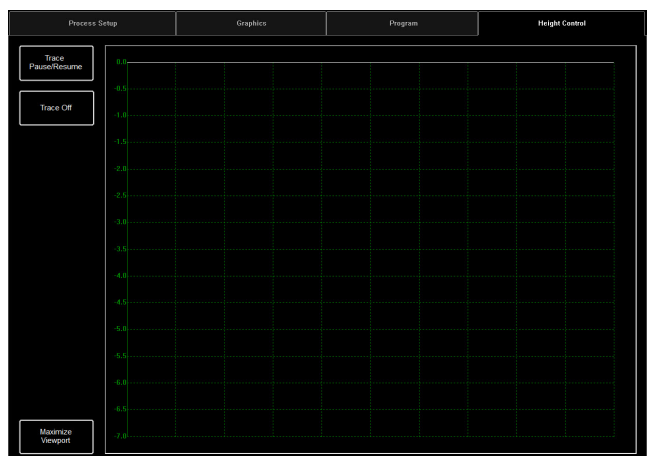 Process Setup
Graphics
Program
Height Control
Trace
Pause/Resume
Trace Off
0.0
-0.5
-1.0
-1.5
-2.0
-2.5
-3.0
-3.5
-4.0
-4.5
-5.0
-5.5
-6.0
-6.5
-7.0
Maximize
Viewport